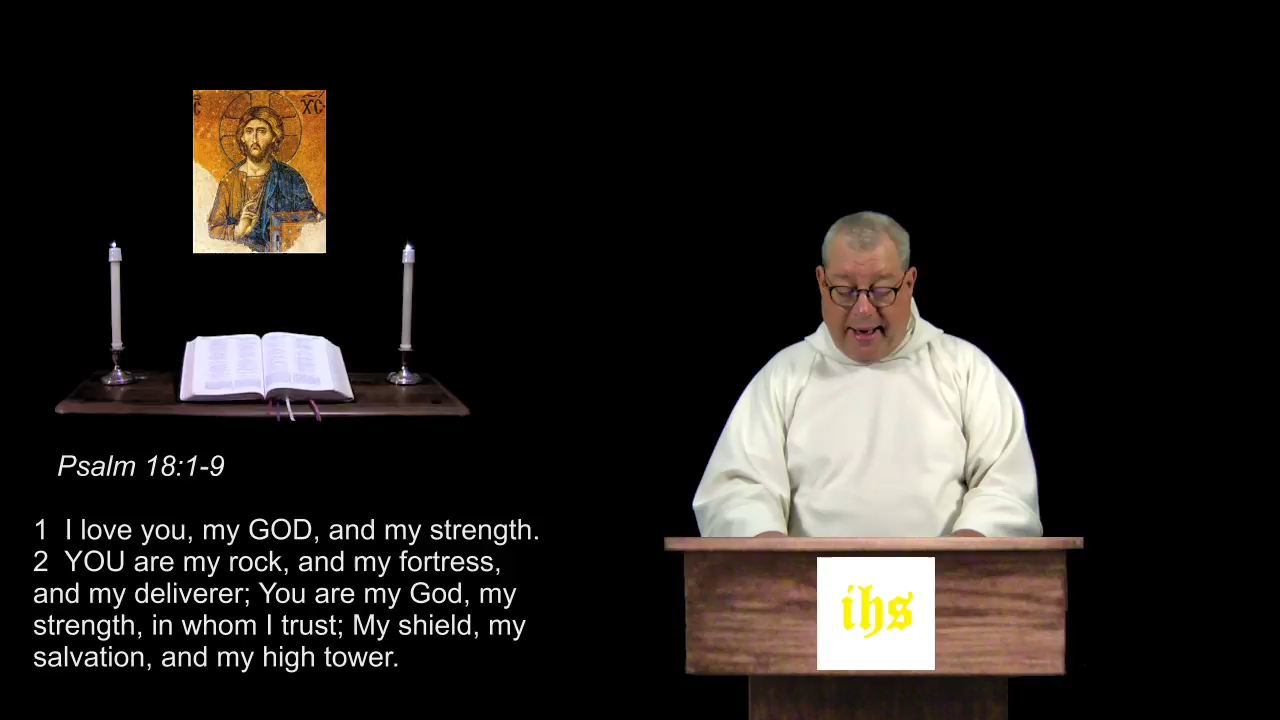 XC
Psalm 18:1-9
1 I love you, my GOD, and my strength.
2 YOU are my rock, and my fortress,
and my deliverer; You are my God, my
strength, in whom I trust; My shield, my
salvation, and my high tower.
ihs